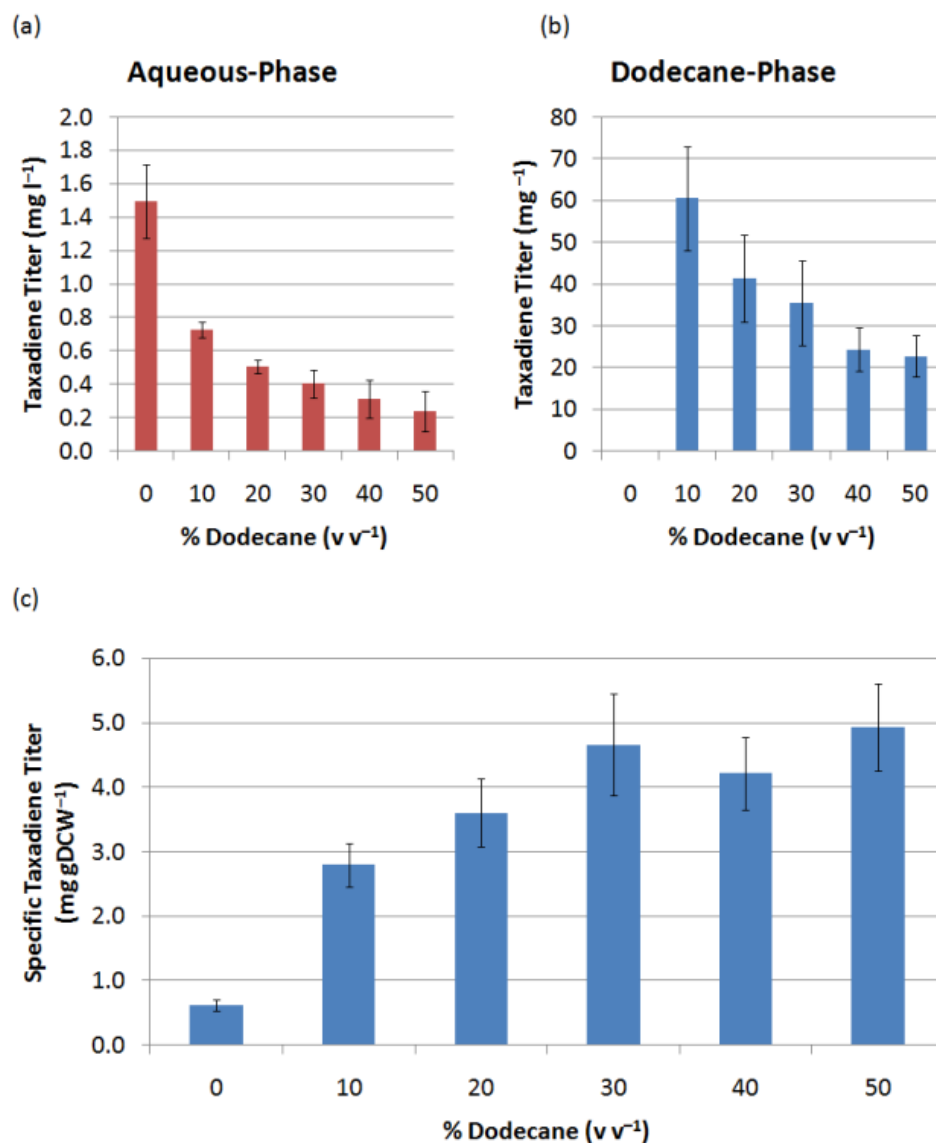 (a)
Aqueous-Phase
Taxadiene Titer (mg l⁻¹)
2.0
1.8
1.6
1.4
1.2
1.0
0.8
0.6
0.4
0.2
0.0
0 10 20 30 40 50
% Dodecane (v v⁻¹)
(b)
Dodecane-Phase
Taxadiene Titer (mg ⁻¹)
80
70
60
50
40
30
20
10
0
0 10 20 30 40 50
% Dodecane (v v⁻¹)
(c)
Specific Taxadiene Titer
(mg gDCW⁻¹)
6.0
5.0
4.0
3.0
2.0
1.0
0.0
0 10 20 30 40 50
% Dodecane (v v⁻¹)